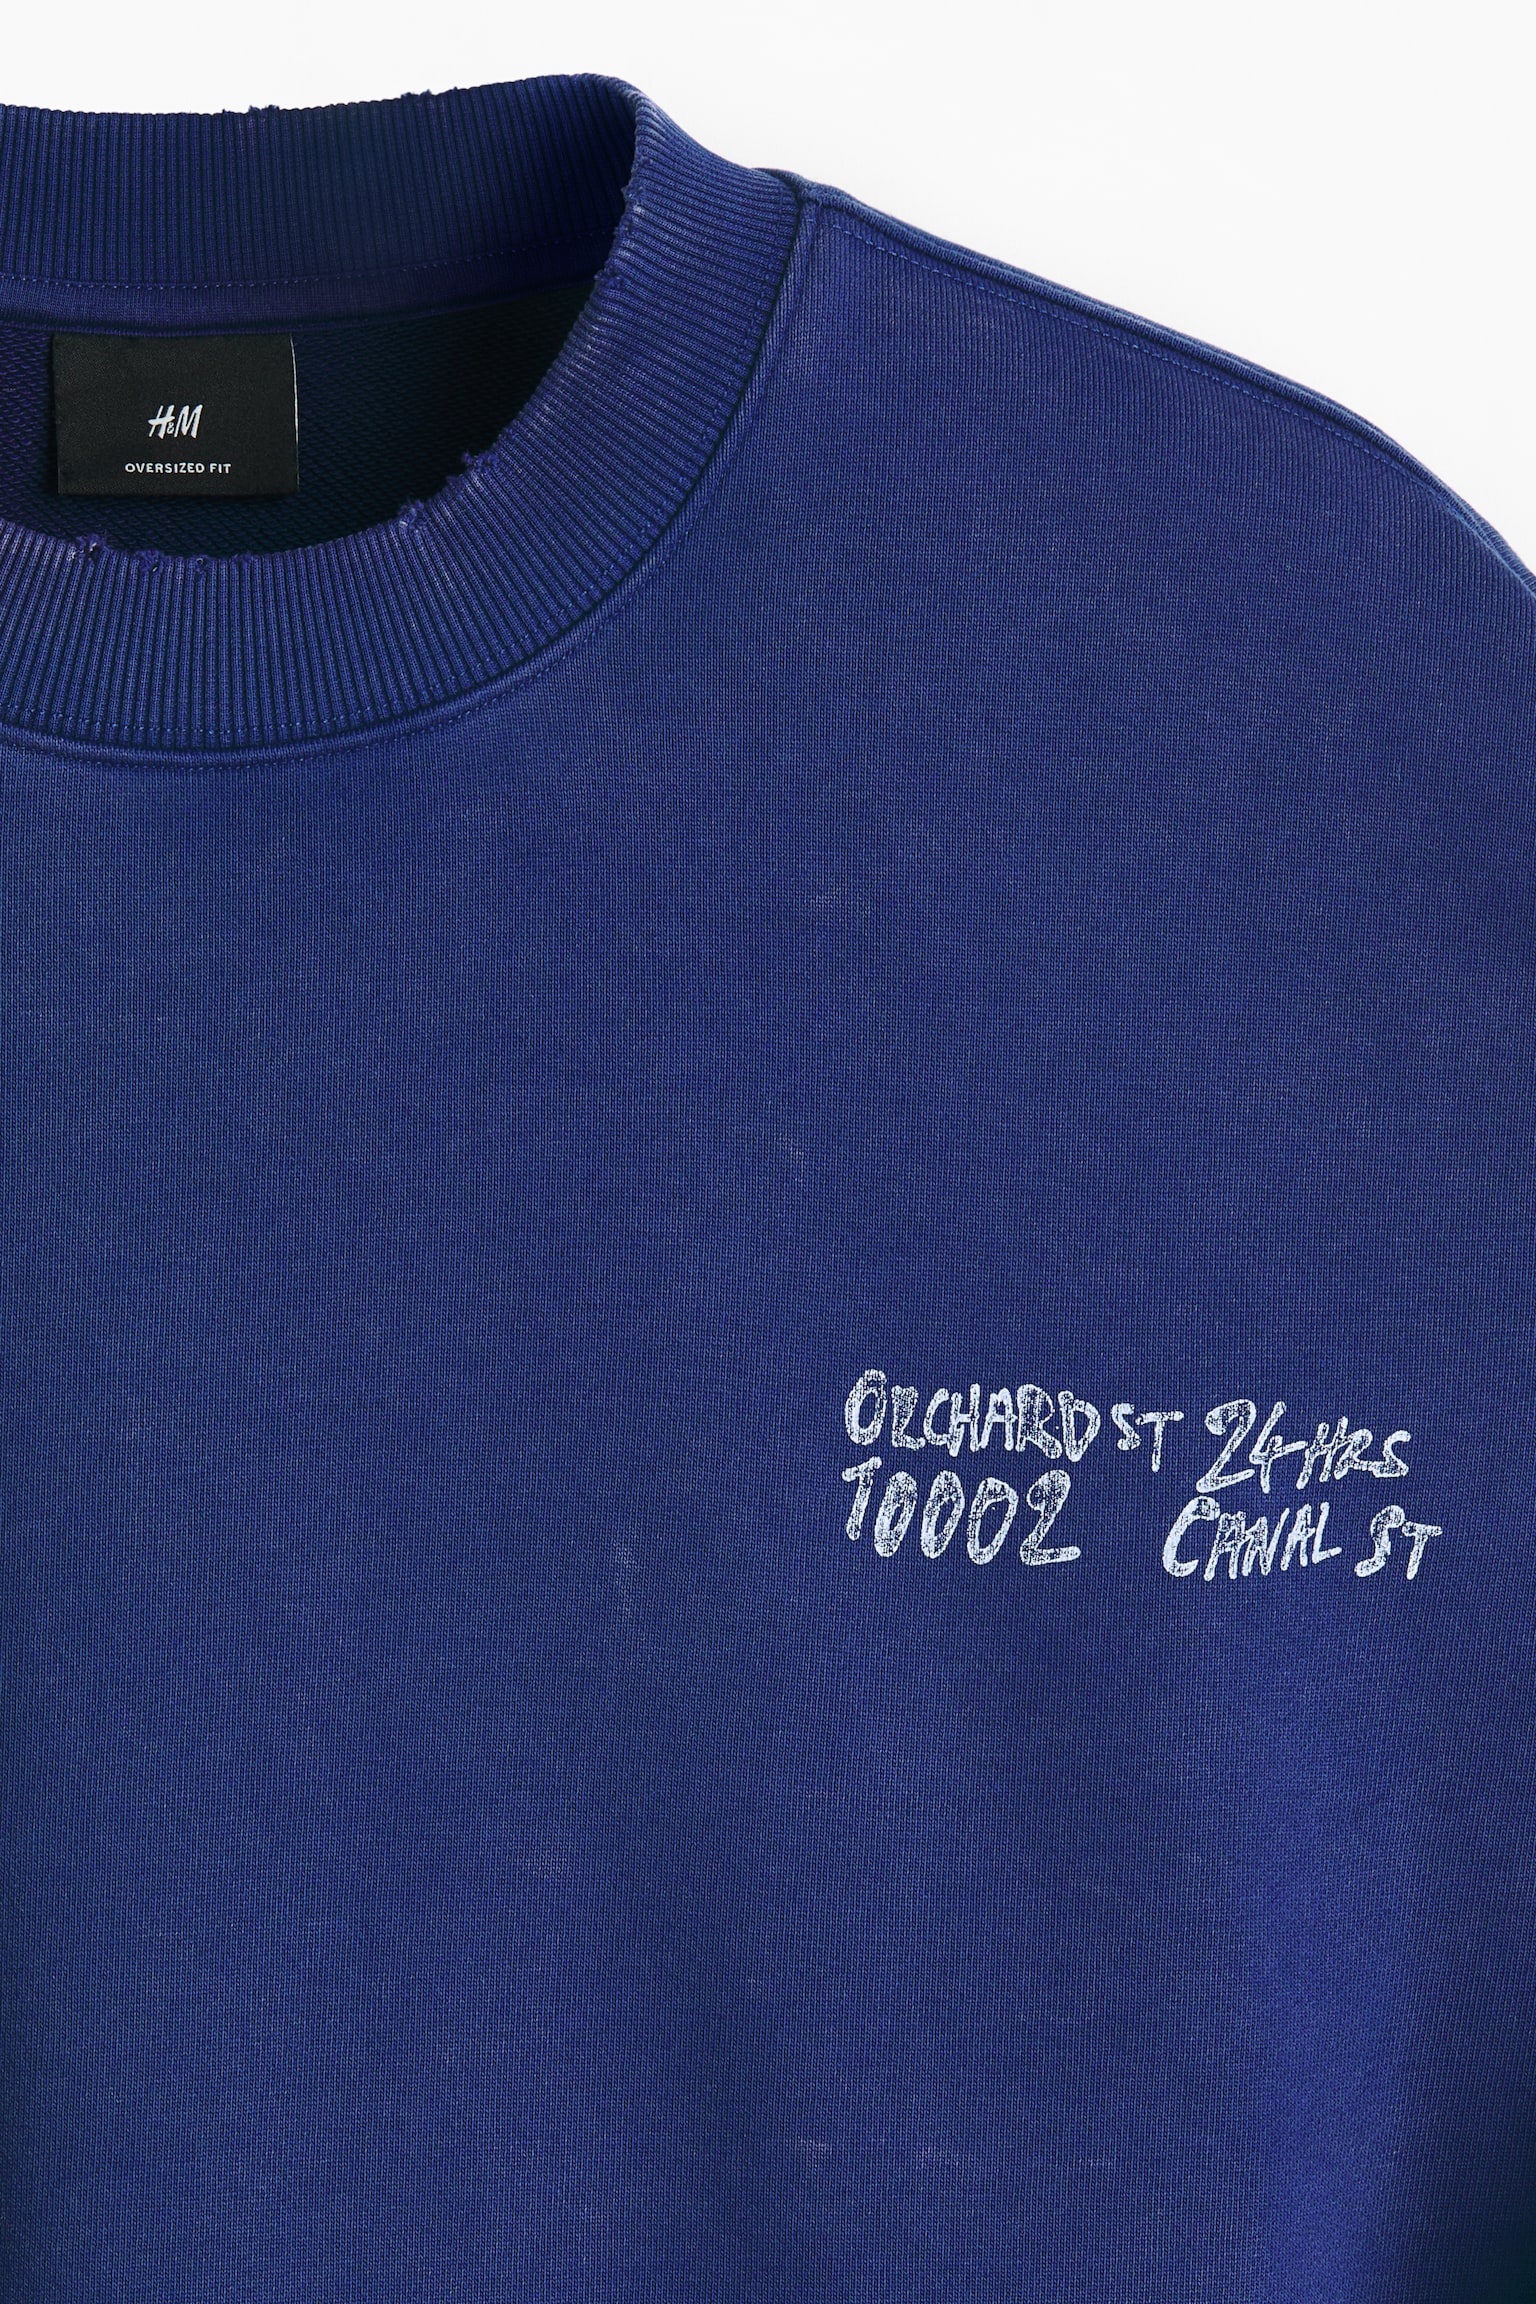 H&M
OVERSIZED FIT
ORCHARD ST 24HRS
10002 CANAL ST